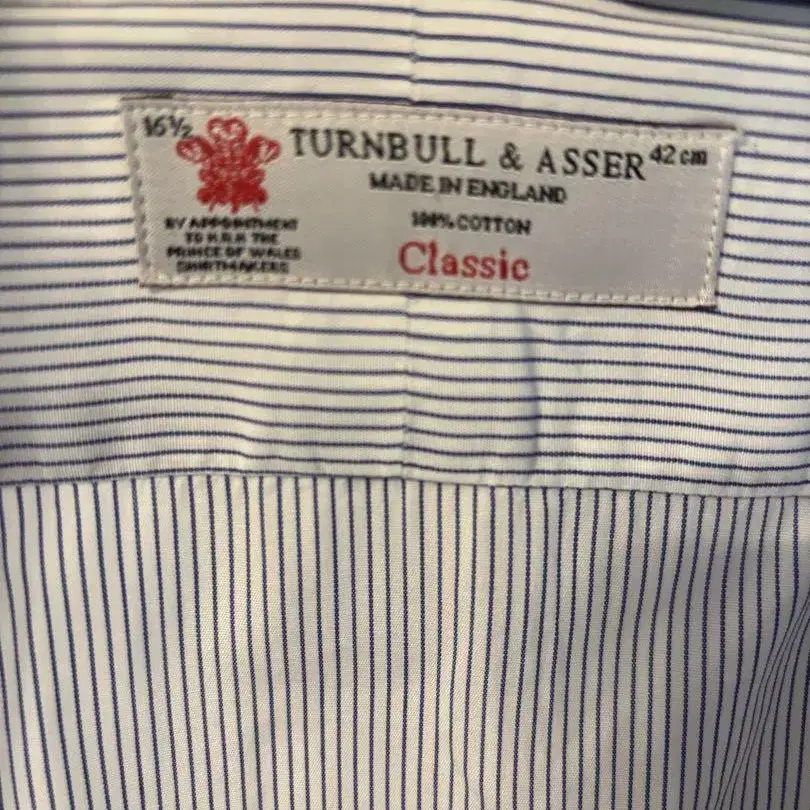 16½
TURNBULL & ASSER 42 cm
MADE IN ENGLAND
100% COTTON
Classic
BY APPOINTMENT
TO H.R.H THE
PRINCE OF WALES
SHIRTMAKERS